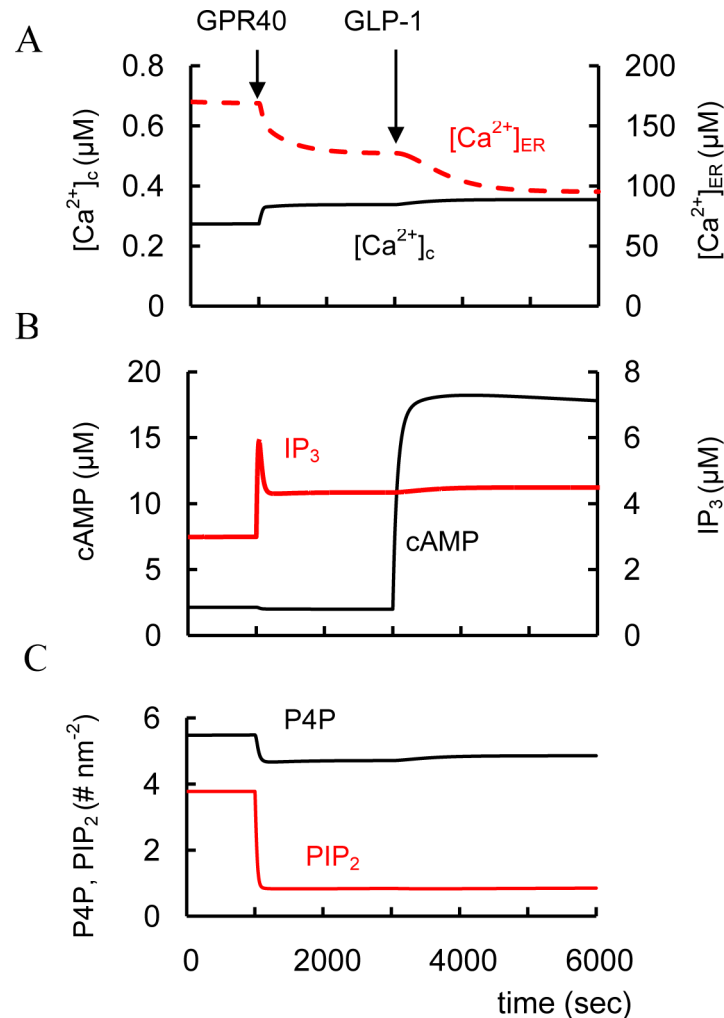 GPR40 GLP-1
A
0.8 200
0.6 150
0.4 100
0.2 50
0 0
[Ca²⁺]c (µM)
[Ca²⁺]ER (µM)
[Ca²⁺]ER
[Ca²⁺]c
B
20 8
15 6
10 4
5 2
0 0
cAMP (µM)
IP₃ (µM)
IP₃
cAMP
C
6
4
2
0
P4P, PIP₂ (# nm⁻²)
P4P
PIP₂
0 2000 4000 6000
time (sec)